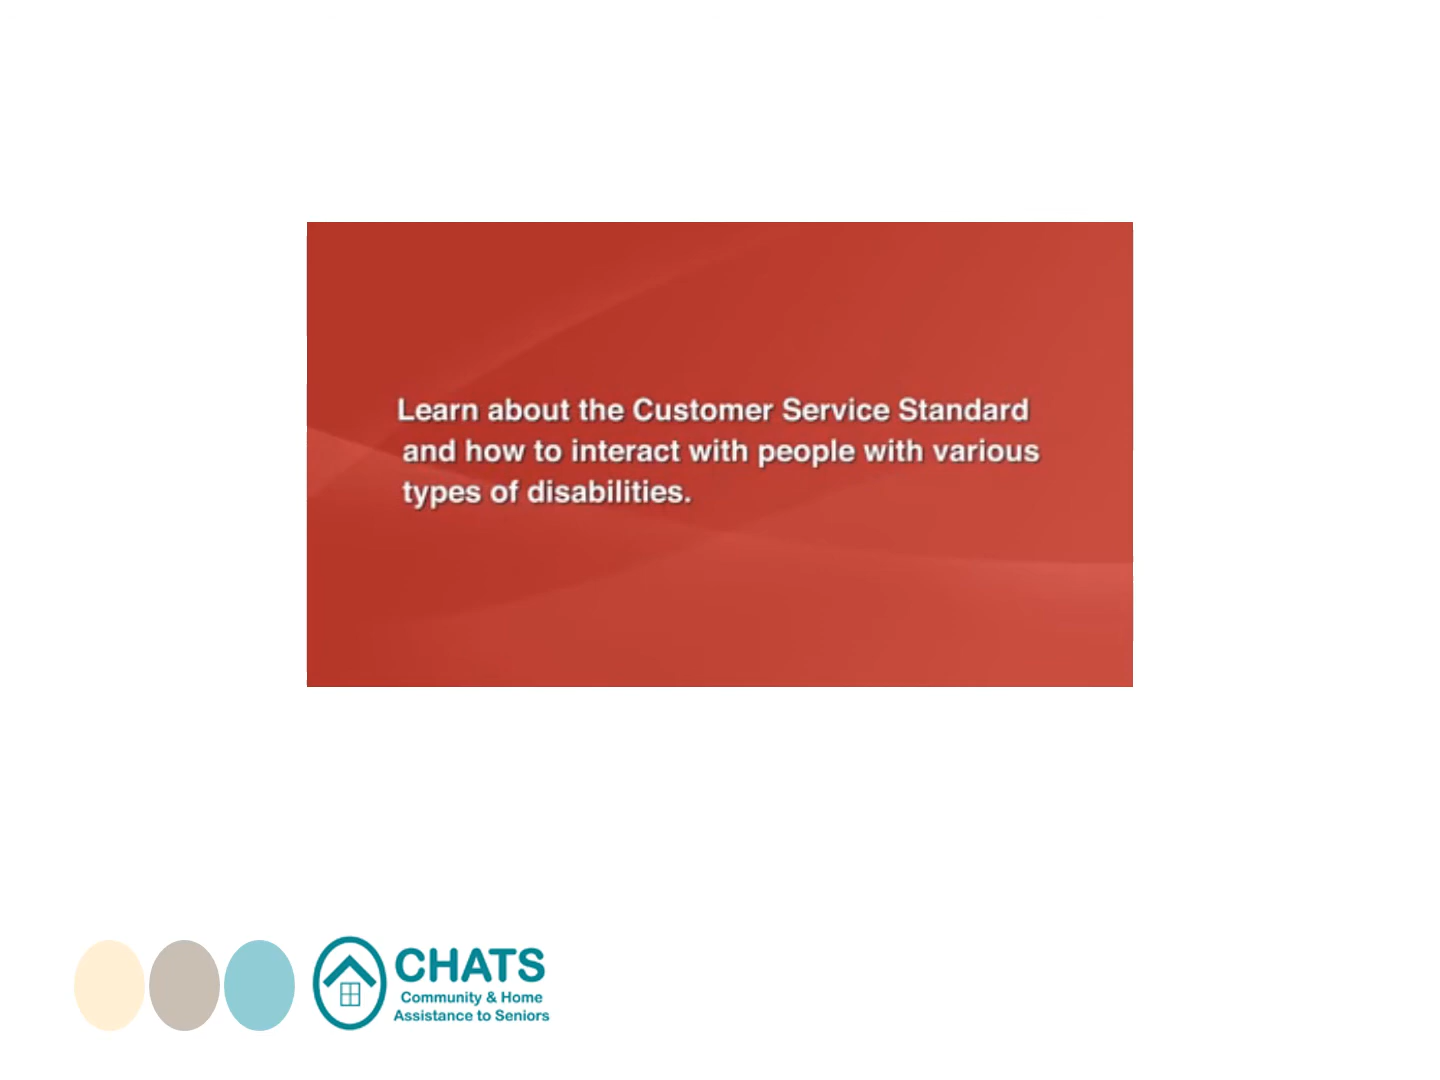 Learn about the Customer Service Standard
and how to interact with people with various
types of disabilities.
CHATS
Community & Home
Assistance to Seniors